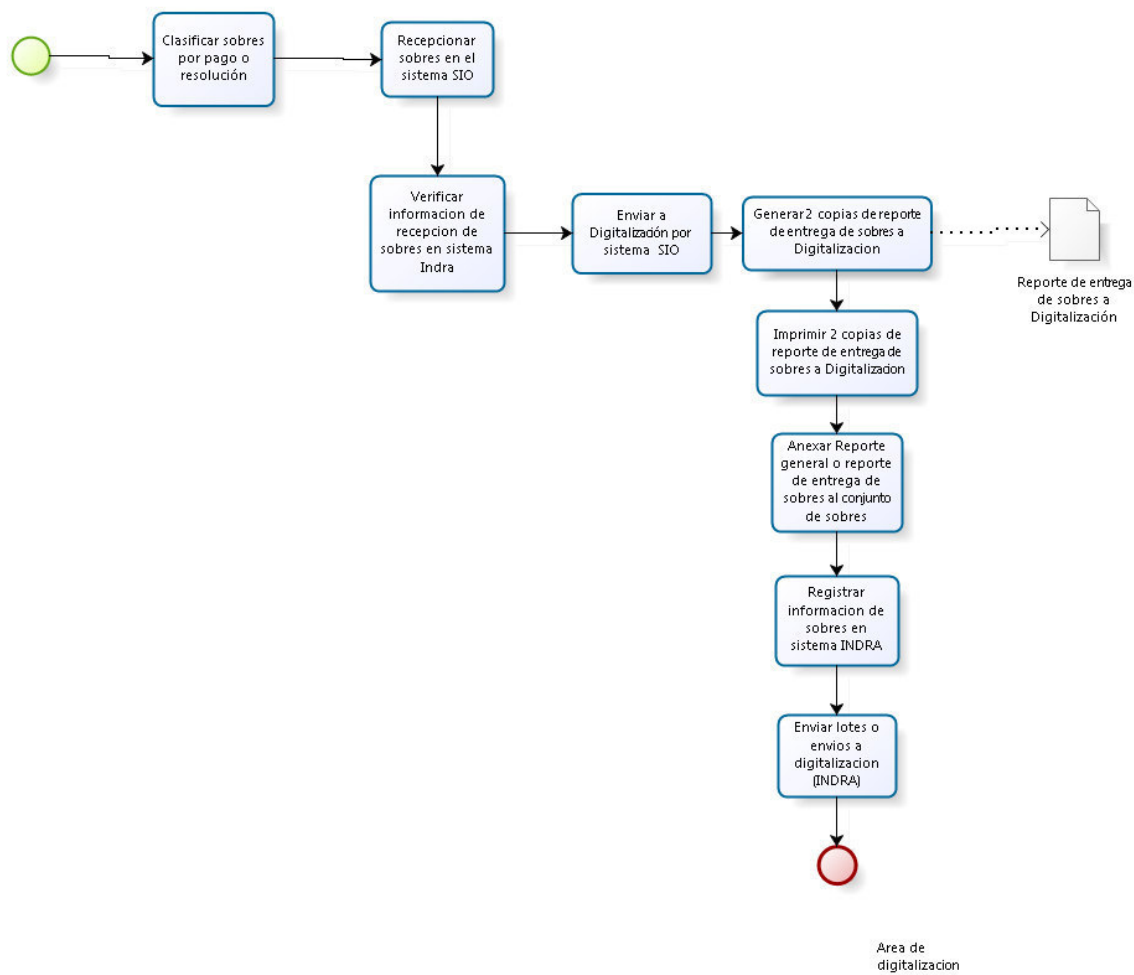 Clasificar sobres
por pago o
resolución
Recepcionar
sobres en el
sistema SIO
Verificar
informacion de
recepcion de
sobres en sistema
Indra
Enviar a
Digitalización por
sistema SIO
Generar 2 copias de reporte
de entrega de sobres a
Digitalizacion
Reporte de entrega
de sobres a
Digitalización
Imprimir 2 copias de
reporte de entrega de
sobres a Digitalizacion
Anexar Reporte
general o reporte
de entrega de
sobres al conjunto
de sobres
Registrar
informacion de
sobres en
sistema INDRA
Enviar lotes o
envios a
digitalizacion
(INDRA)
Area de
digitalizacion